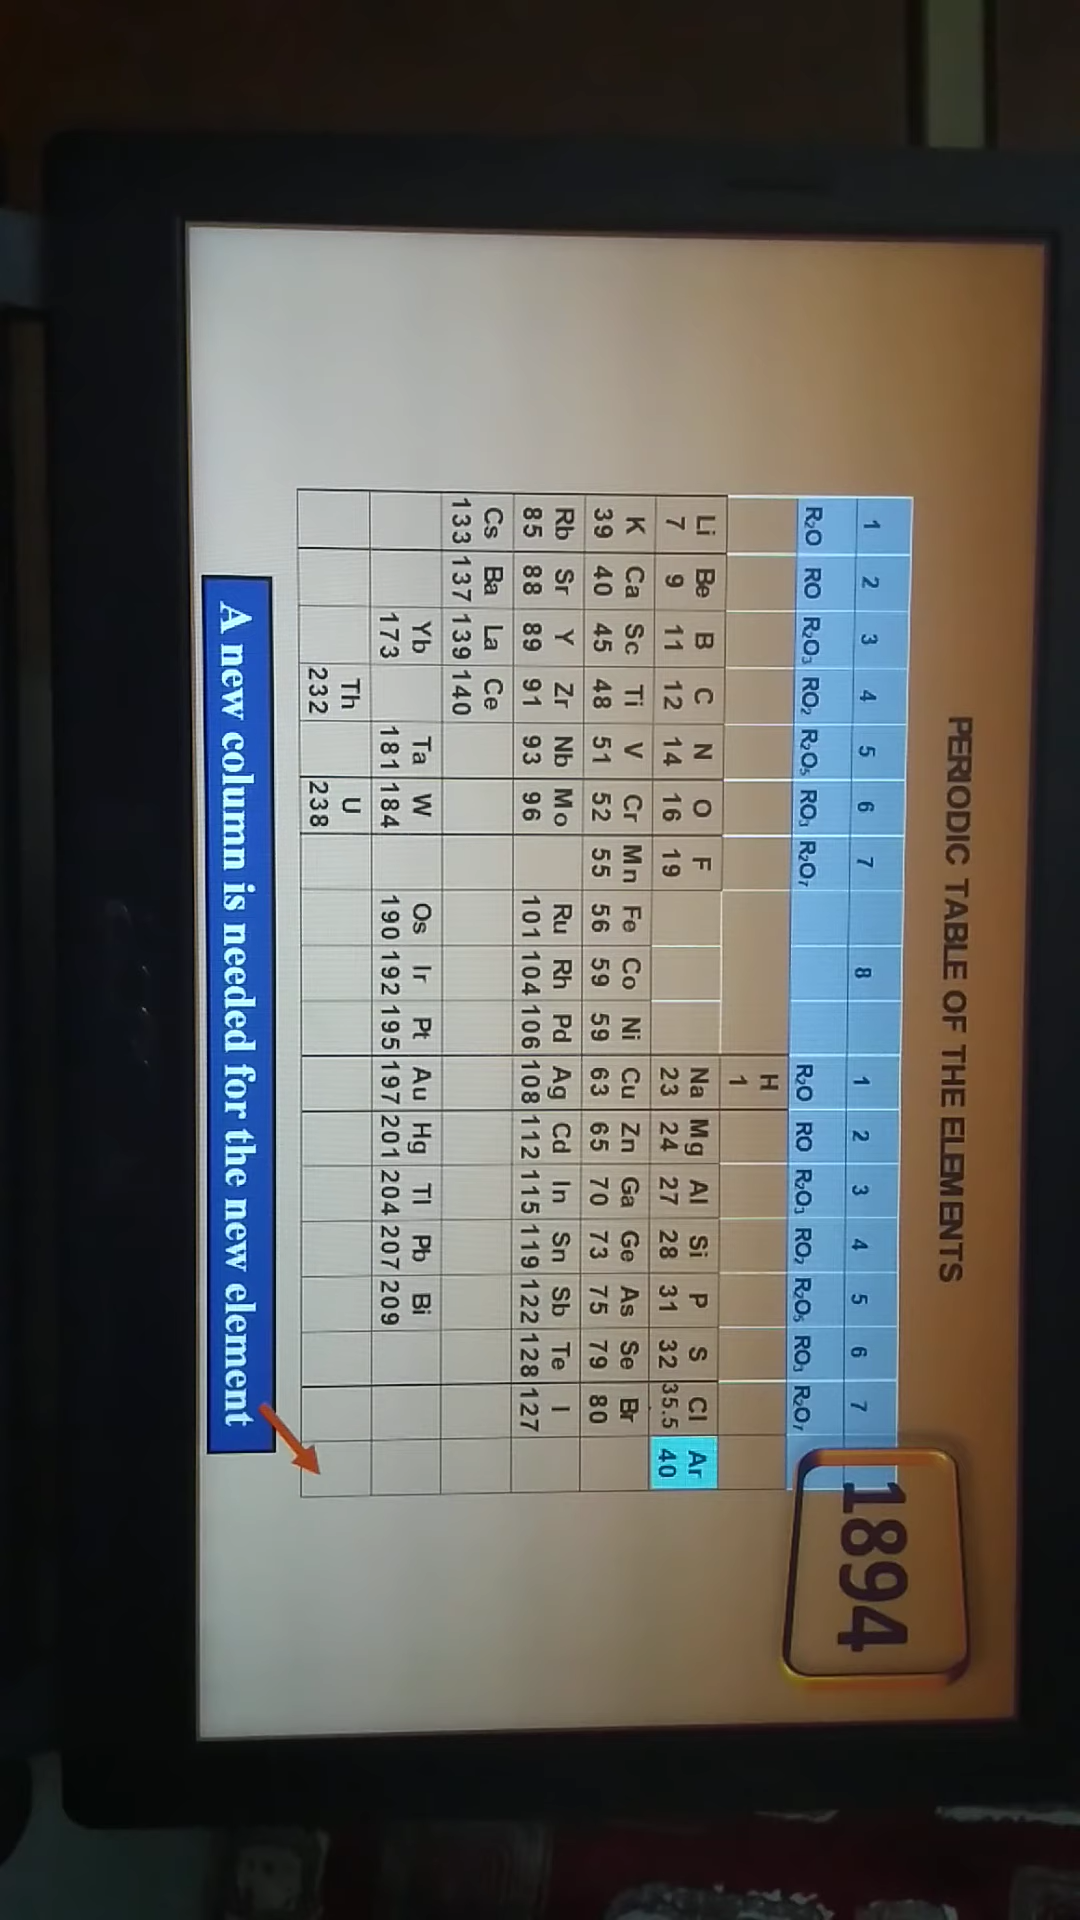 PERIODIC TABLE OF THE ELEMENTS
1894
1 2 3 4 5 6 7 8 1 2 3 4 5 6 7
R₂O RO R₂O₃ RO₂ R₂O₅ RO₃ R₂O₇ R₂O RO R₂O₃ RO₂ R₂O₅ RO₃ R₂O₇
H
1
Li Be B C N O F Na Mg Al Si P S Cl Ar
7 9 11 12 14 16 19 23 24 27 28 31 32 35.5 40
K Ca Sc Ti V Cr Mn Fe Co Ni Cu Zn Ga Ge As Se Br
39 40 45 48 51 52 55 56 59 59 63 65 70 73 75 79 80
Rb Sr Y Zr Nb Mo Ru Rh Pd Ag Cd In Sn Sb Te I
85 88 89 91 93 96 101 104 106 108 112 115 119 122 128 127
Cs Ba La Ce
133 137 139 140
Yb Ta W Os Ir Pt Au Hg Tl Pb Bi
173 181 184 190 192 195 197 201 204 207 209
Th U
232 238
A new column is needed for the new element